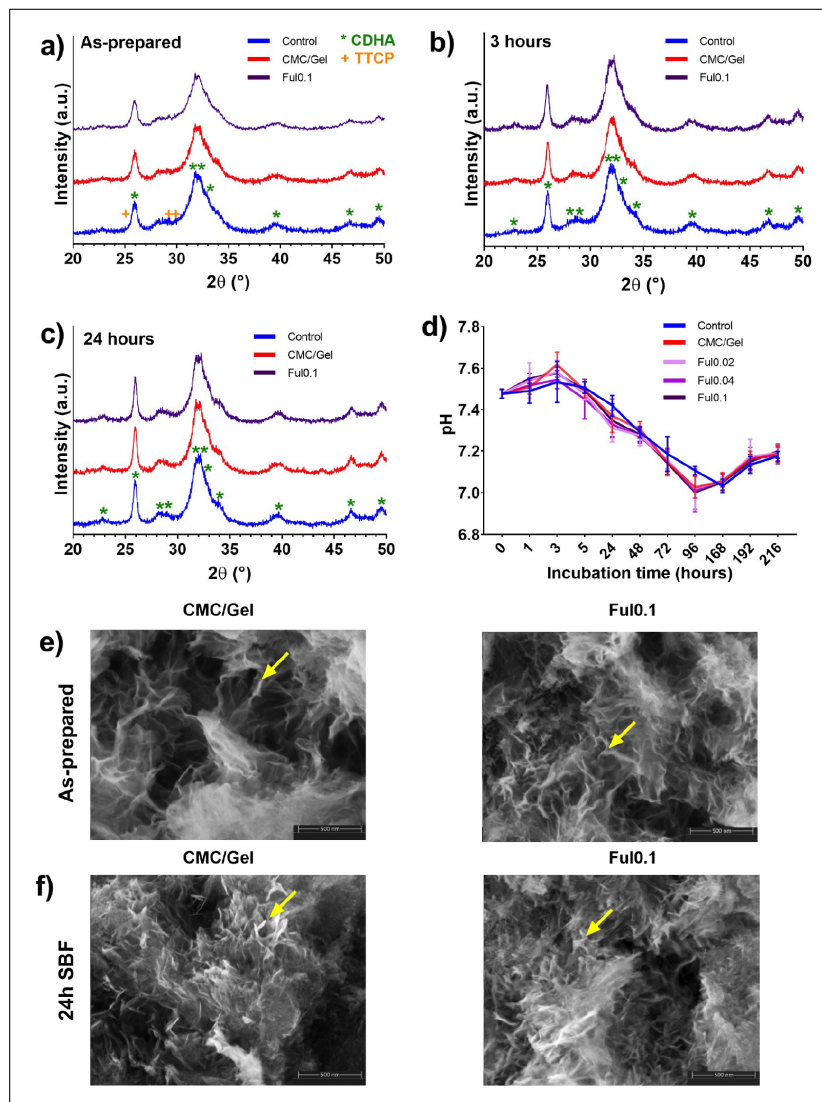 a)
As-prepared
Control
CMC/Gel
Ful0.1
* CDHA
+ TTCP
Intensity (a.u.)
20 25 30 35 40 45 50
2θ (°)
b)
3 hours
Control
CMC/Gel
Ful0.1
Intensity (a.u.)
20 25 30 35 40 45 50
2θ (°)
c)
24 hours
Control
CMC/Gel
Ful0.1
Intensity (a.u.)
20 25 30 35 40 45 50
2θ (°)
d)
Control
CMC/Gel
Ful0.02
Ful0.04
Ful0.1
pH
7.8
7.6
7.4
7.2
7.0
6.8
0 1 3 5 24 48 72 96 168 192 216
Incubation time (hours)
CMC/Gel
Ful0.1
e)
As-prepared
500 nm
500 nm
CMC/Gel
Ful0.1
f)
24h SBF
500 nm
500 nm